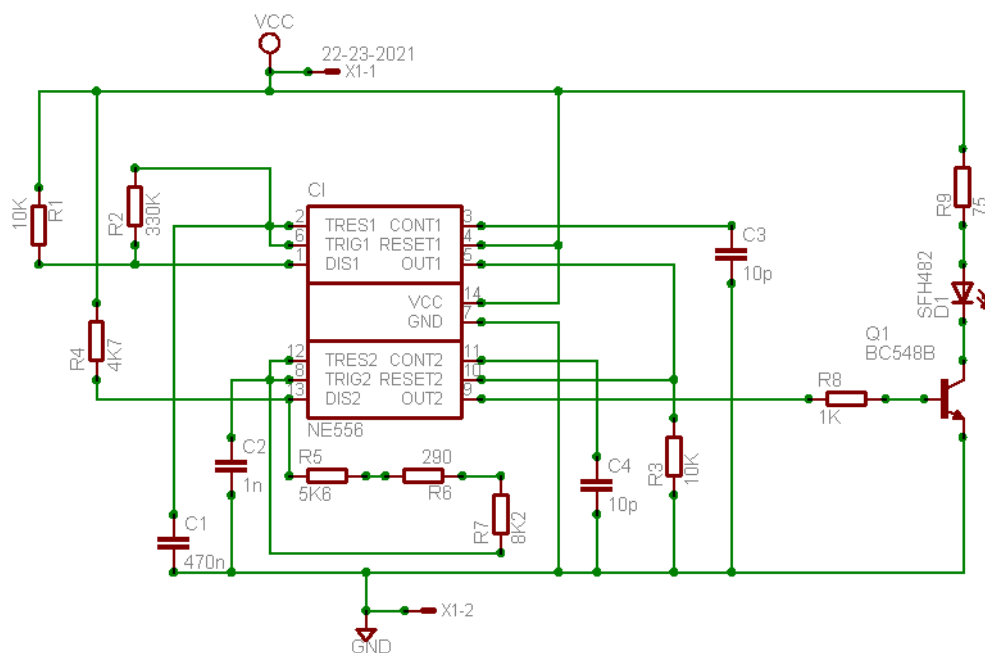 VCC
22-23-2021
X1-1
10K
R1
R2
330K
CI
2 TRES1 CONT1 3
6 TRIG1 RESET1 4
1 DIS1 OUT1 5
VCC 14
GND 7
12 TRES2 CONT2 11
8 TRIG2 RESET2 10
13 DIS2 OUT2 9
NE556
C3
10p
R9
75
SFH482
D1
Q1
BC548B
R4
4K7
R8
1K
C2
1n
R5
5K6
290
R6
R7
8K2
C4
10p
R3
10K
C1
470n
X1-2
GND